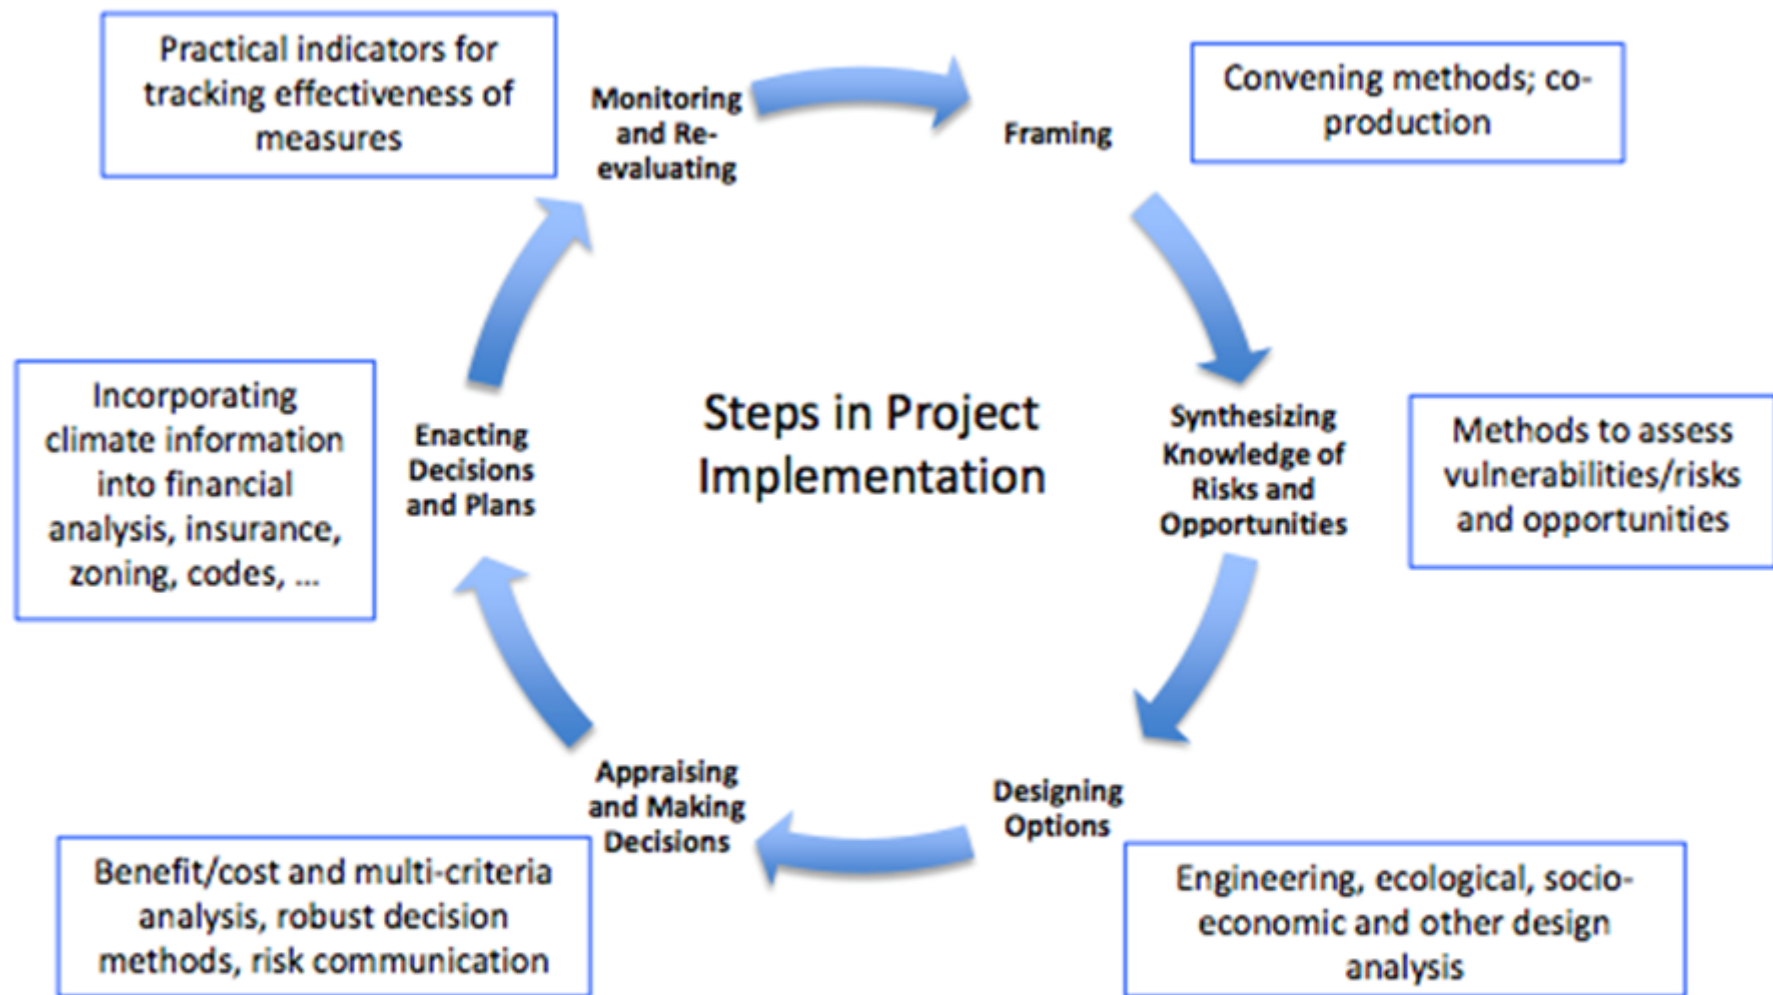 Practical indicators for
tracking effectiveness of
measures
Monitoring
and Re-
evaluating
Framing
Convening methods; co-
production
Incorporating
climate information
into financial
analysis, insurance,
zoning, codes, ...
Enacting
Decisions
and Plans
Steps in Project
Implementation
Synthesizing
Knowledge of
Risks and
Opportunities
Methods to assess
vulnerabilities/risks
and opportunities
Appraising
and Making
Decisions
Designing
Options
Benefit/cost and multi-criteria
analysis, robust decision
methods, risk communication
Engineering, ecological, socio-
economic and other design
analysis